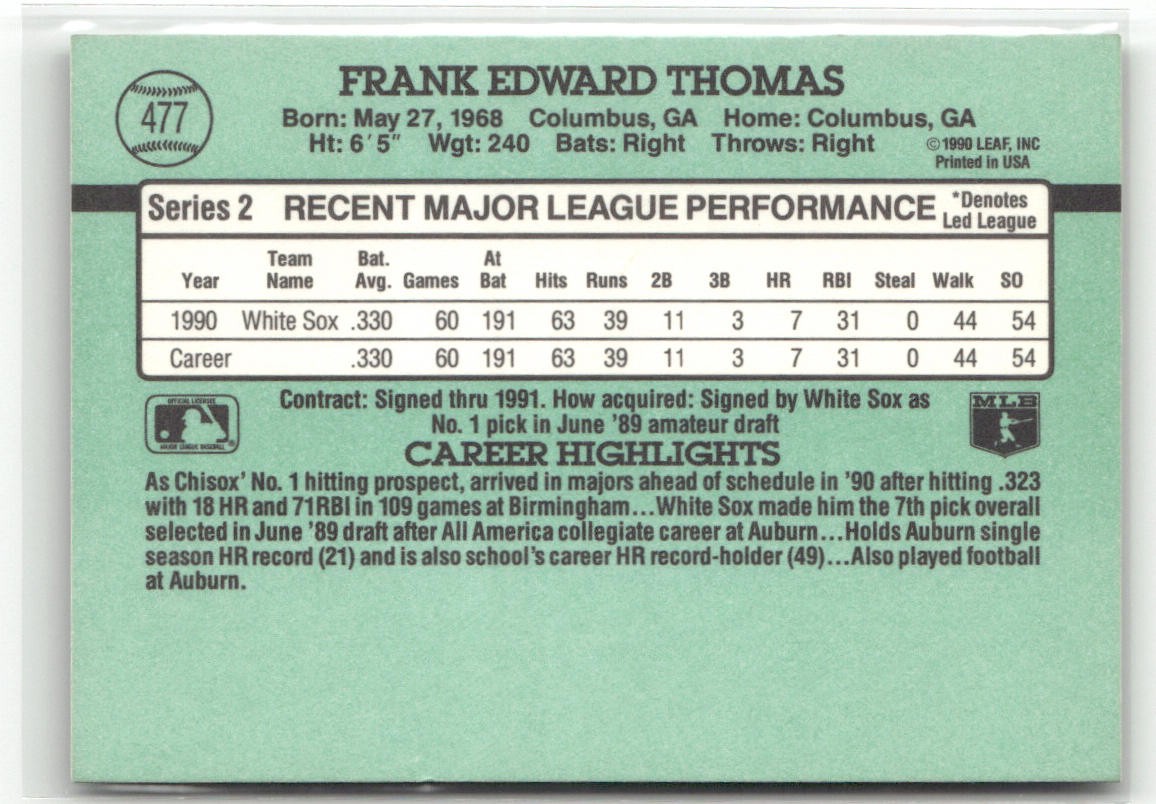 477
FRANK EDWARD THOMAS
Born: May 27, 1968 Columbus, GA Home: Columbus, GA
Ht: 6'5" Wgt: 240 Bats: Right Throws: Right
©1990 LEAF, INC
Printed in USA
Series 2 RECENT MAJOR LEAGUE PERFORMANCE *Denotes
Led League
Year Team Name Bat. Avg. Games At Bat Hits Runs 2B 3B HR RBI Steal Walk SO
1990 White Sox .330 60 191 63 39 11 3 7 31 0 44 54
Career .330 60 191 63 39 11 3 7 31 0 44 54
OFFICIAL LICENSEE
MAJOR LEAGUE BASEBALL
Contract: Signed thru 1991. How acquired: Signed by White Sox as
No. 1 pick in June '89 amateur draft
MLB
CAREER HIGHLIGHTS
As Chisox' No. 1 hitting prospect, arrived in majors ahead of schedule in '90 after hitting .323
with 18 HR and 71RBI in 109 games at Birmingham...White Sox made him the 7th pick overall
selected in June '89 draft after All America collegiate career at Auburn...Holds Auburn single
season HR record (21) and is also school's career HR record-holder (49)...Also played football
at Auburn.